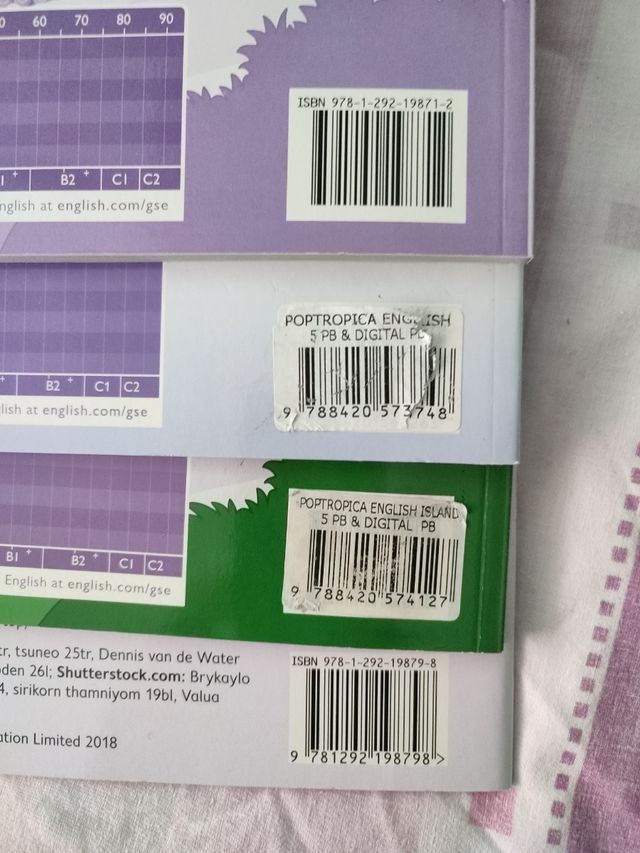 60 70 80 90
ISBN 978-1-292-19871-2
+ B2 + C1 C2
nglish at english.com/gse
POPTROPICA ENGLISH
5 PB & DIGITAL
9 788420 573748
+ B2 + C1 C2
lish at english.com/gse
POPTROPICA ENGLISH ISLAND
5 PB & DIGITAL PB
9 788420 574127
B1 + B2 + C1 C2
English at english.com/gse
tr, tsuneo 25tr, Dennis van de Water
den 26l; Shutterstock.com: Brykaylo
4, sirikorn thamniyom 19bl, Valua
ation Limited 2018
ISBN 978-1-292-19879-8
9 781292 198798 >